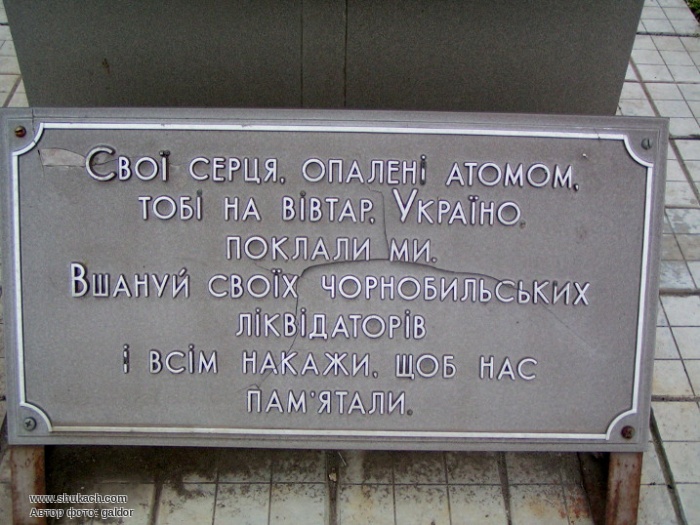 Свої серця, опалені атомом,
тобі на вівтар, Україно,
поклали ми.
Вшануй своїх чорнобильських
ліквідаторів
і всім накажи, щоб нас
пам'ятали.
www.shukach.com
Автор фото: galdor